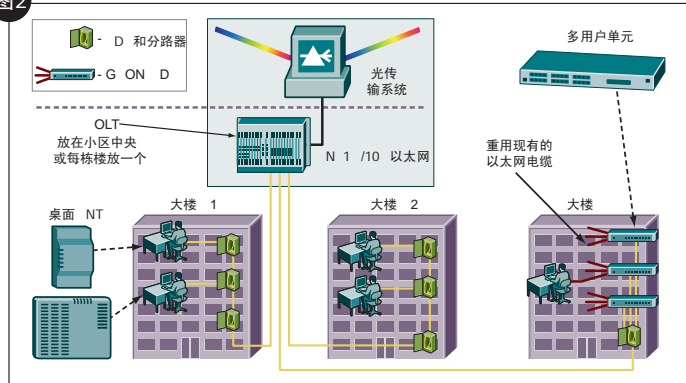 图2
- D 和分路器
- G ON D
光传
输系统
多用户单元
OLT
放在小区中央
或每栋楼放一个
N 1 /10 以太网
重用现有的
以太网电缆
桌面 NT
大楼 1
大楼 2
大楼